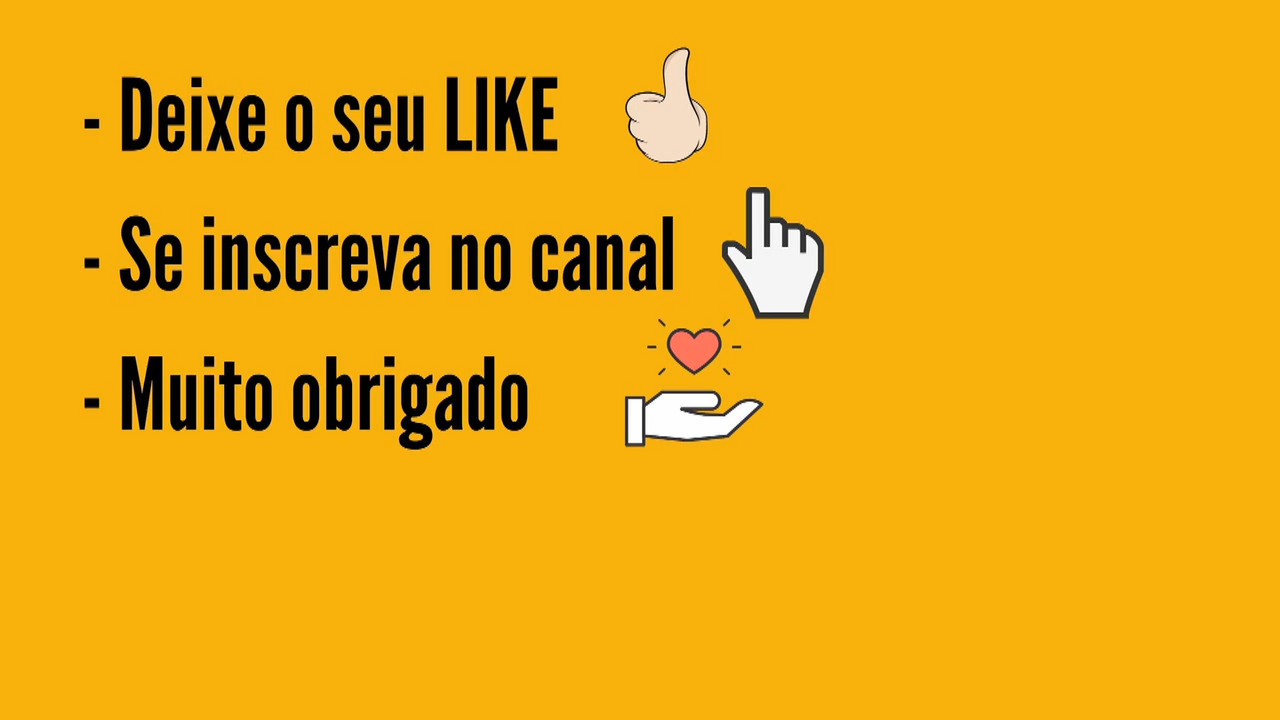 - Deixe o seu LIKE
- Se inscreva no canal
- Muito obrigado